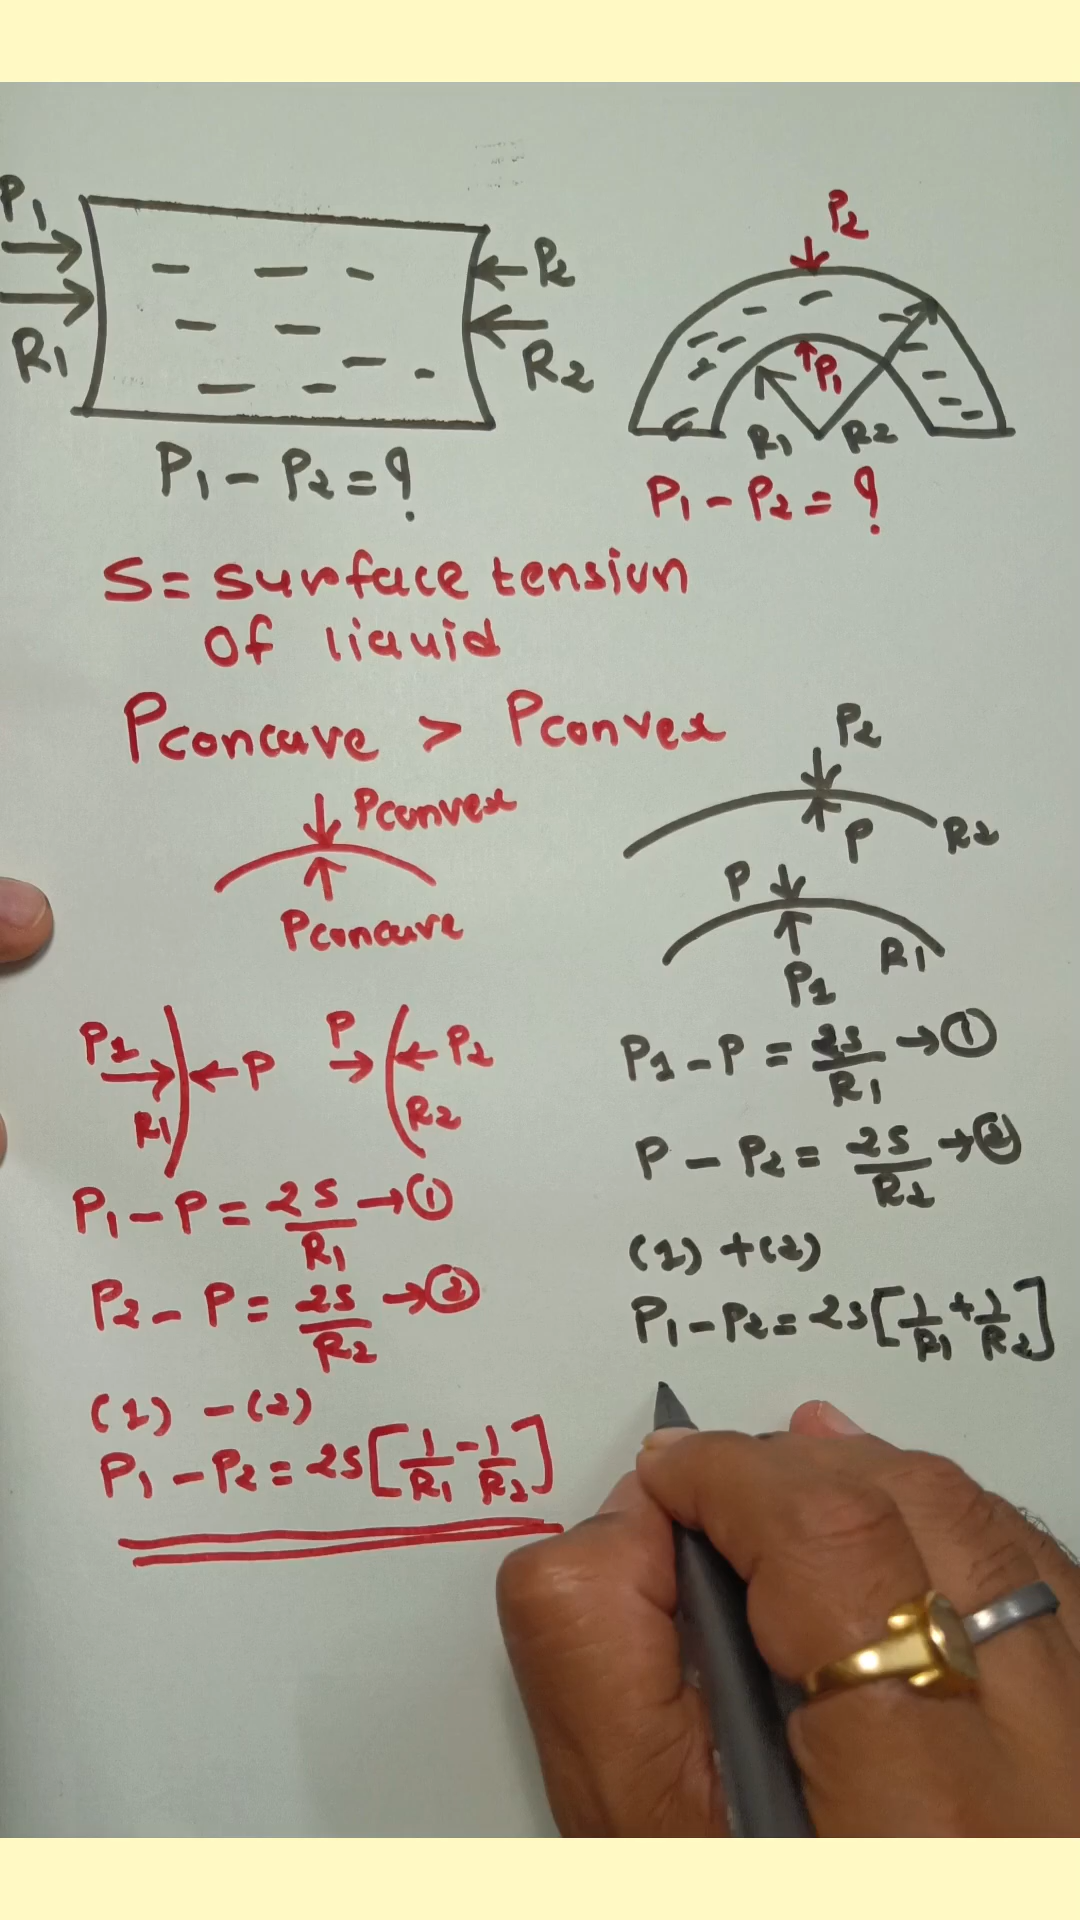 P1
R1
P2
R2
P1 - P2 = ?
P2
P1
R1 R2
P1 - P2 = ?
S = surface tension
of liquid
Pconcave > Pconvex
Pconvex
Pconcave
P2
P R2
P
R1
P1
P1 P
R1
P P2
R2
P1 - P = 2S/R1 → ①
P2 - P = 2S/R2 → ②
(1) - (2)
P1 - P2 = 2S[1/R1 - 1/R2]
P1 - P = 2S/R1 → ①
P - P2 = 2S/R2 → ②
(1) + (2)
P1 - P2 = 2S[1/R1 + 1/R2]